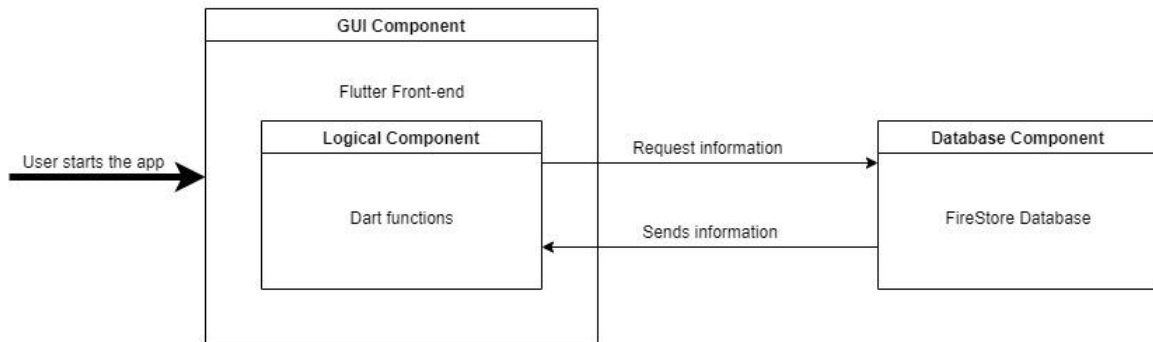 GUI Component
Flutter Front-end
Logical Component
Dart functions
User starts the app
Request information
Sends information
Database Component
FireStore Database